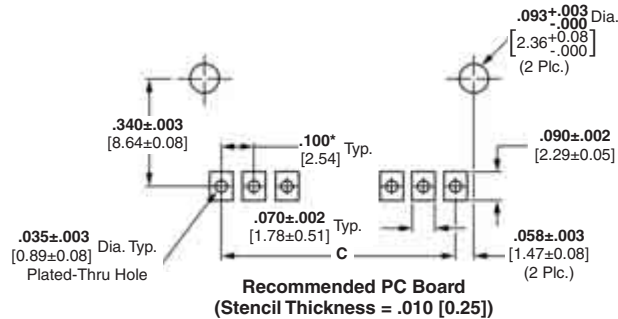 .093+.003 -.000 Dia.
[2.36+0.08 -.000]
(2 Plc.)
.340±.003
[8.64±0.08]
.100* Typ.
[2.54]
.090±.002
[2.29±0.05]
.070±.002 Typ.
[1.78±0.51]
.035±.003 Dia. Typ.
[0.89±0.08]
Plated-Thru Hole
C
.058±.003
[1.47±0.08]
(2 Plc.)
Recommended PC Board
(Stencil Thickness = .010 [0.25])